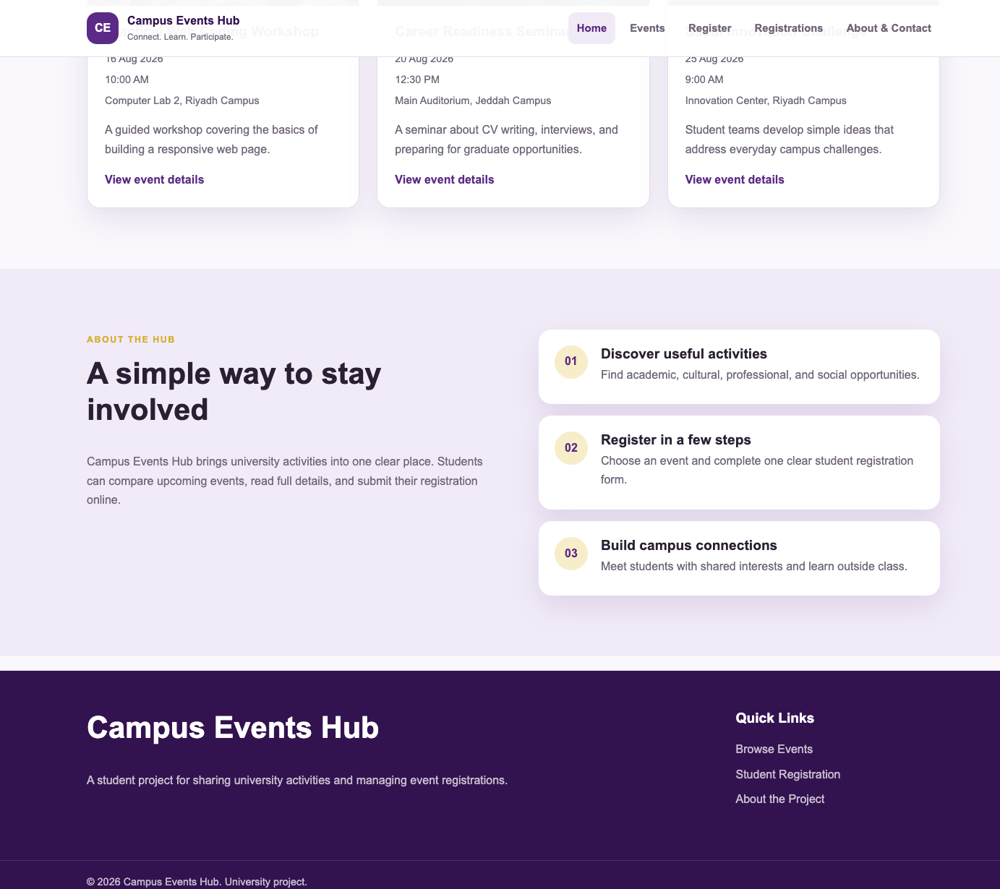 CE
Campus Events Hub
Connect. Learn. Participate.
Home
Events
Register
Registrations
About & Contact
Practical Web Coding Workshop
16 Aug 2026
10:00 AM
Computer Lab 2, Riyadh Campus
A guided workshop covering the basics of
building a responsive web page.
View event details
Career Readiness Seminar
20 Aug 2026
12:30 PM
Main Auditorium, Jeddah Campus
A seminar about CV writing, interviews, and
preparing for graduate opportunities.
View event details
Innovation Challenge
25 Aug 2026
9:00 AM
Innovation Center, Riyadh Campus
Student teams develop simple ideas that
address everyday campus challenges.
View event details
ABOUT THE HUB
A simple way to stay
involved
Campus Events Hub brings university activities into one clear place. Students
can compare upcoming events, read full details, and submit their registration
online.
01
Discover useful activities
Find academic, cultural, professional, and social opportunities.
02
Register in a few steps
Choose an event and complete one clear student registration
form.
03
Build campus connections
Meet students with shared interests and learn outside class.
Campus Events Hub
A student project for sharing university activities and managing event registrations.
Quick Links
Browse Events
Student Registration
About the Project
© 2026 Campus Events Hub. University project.